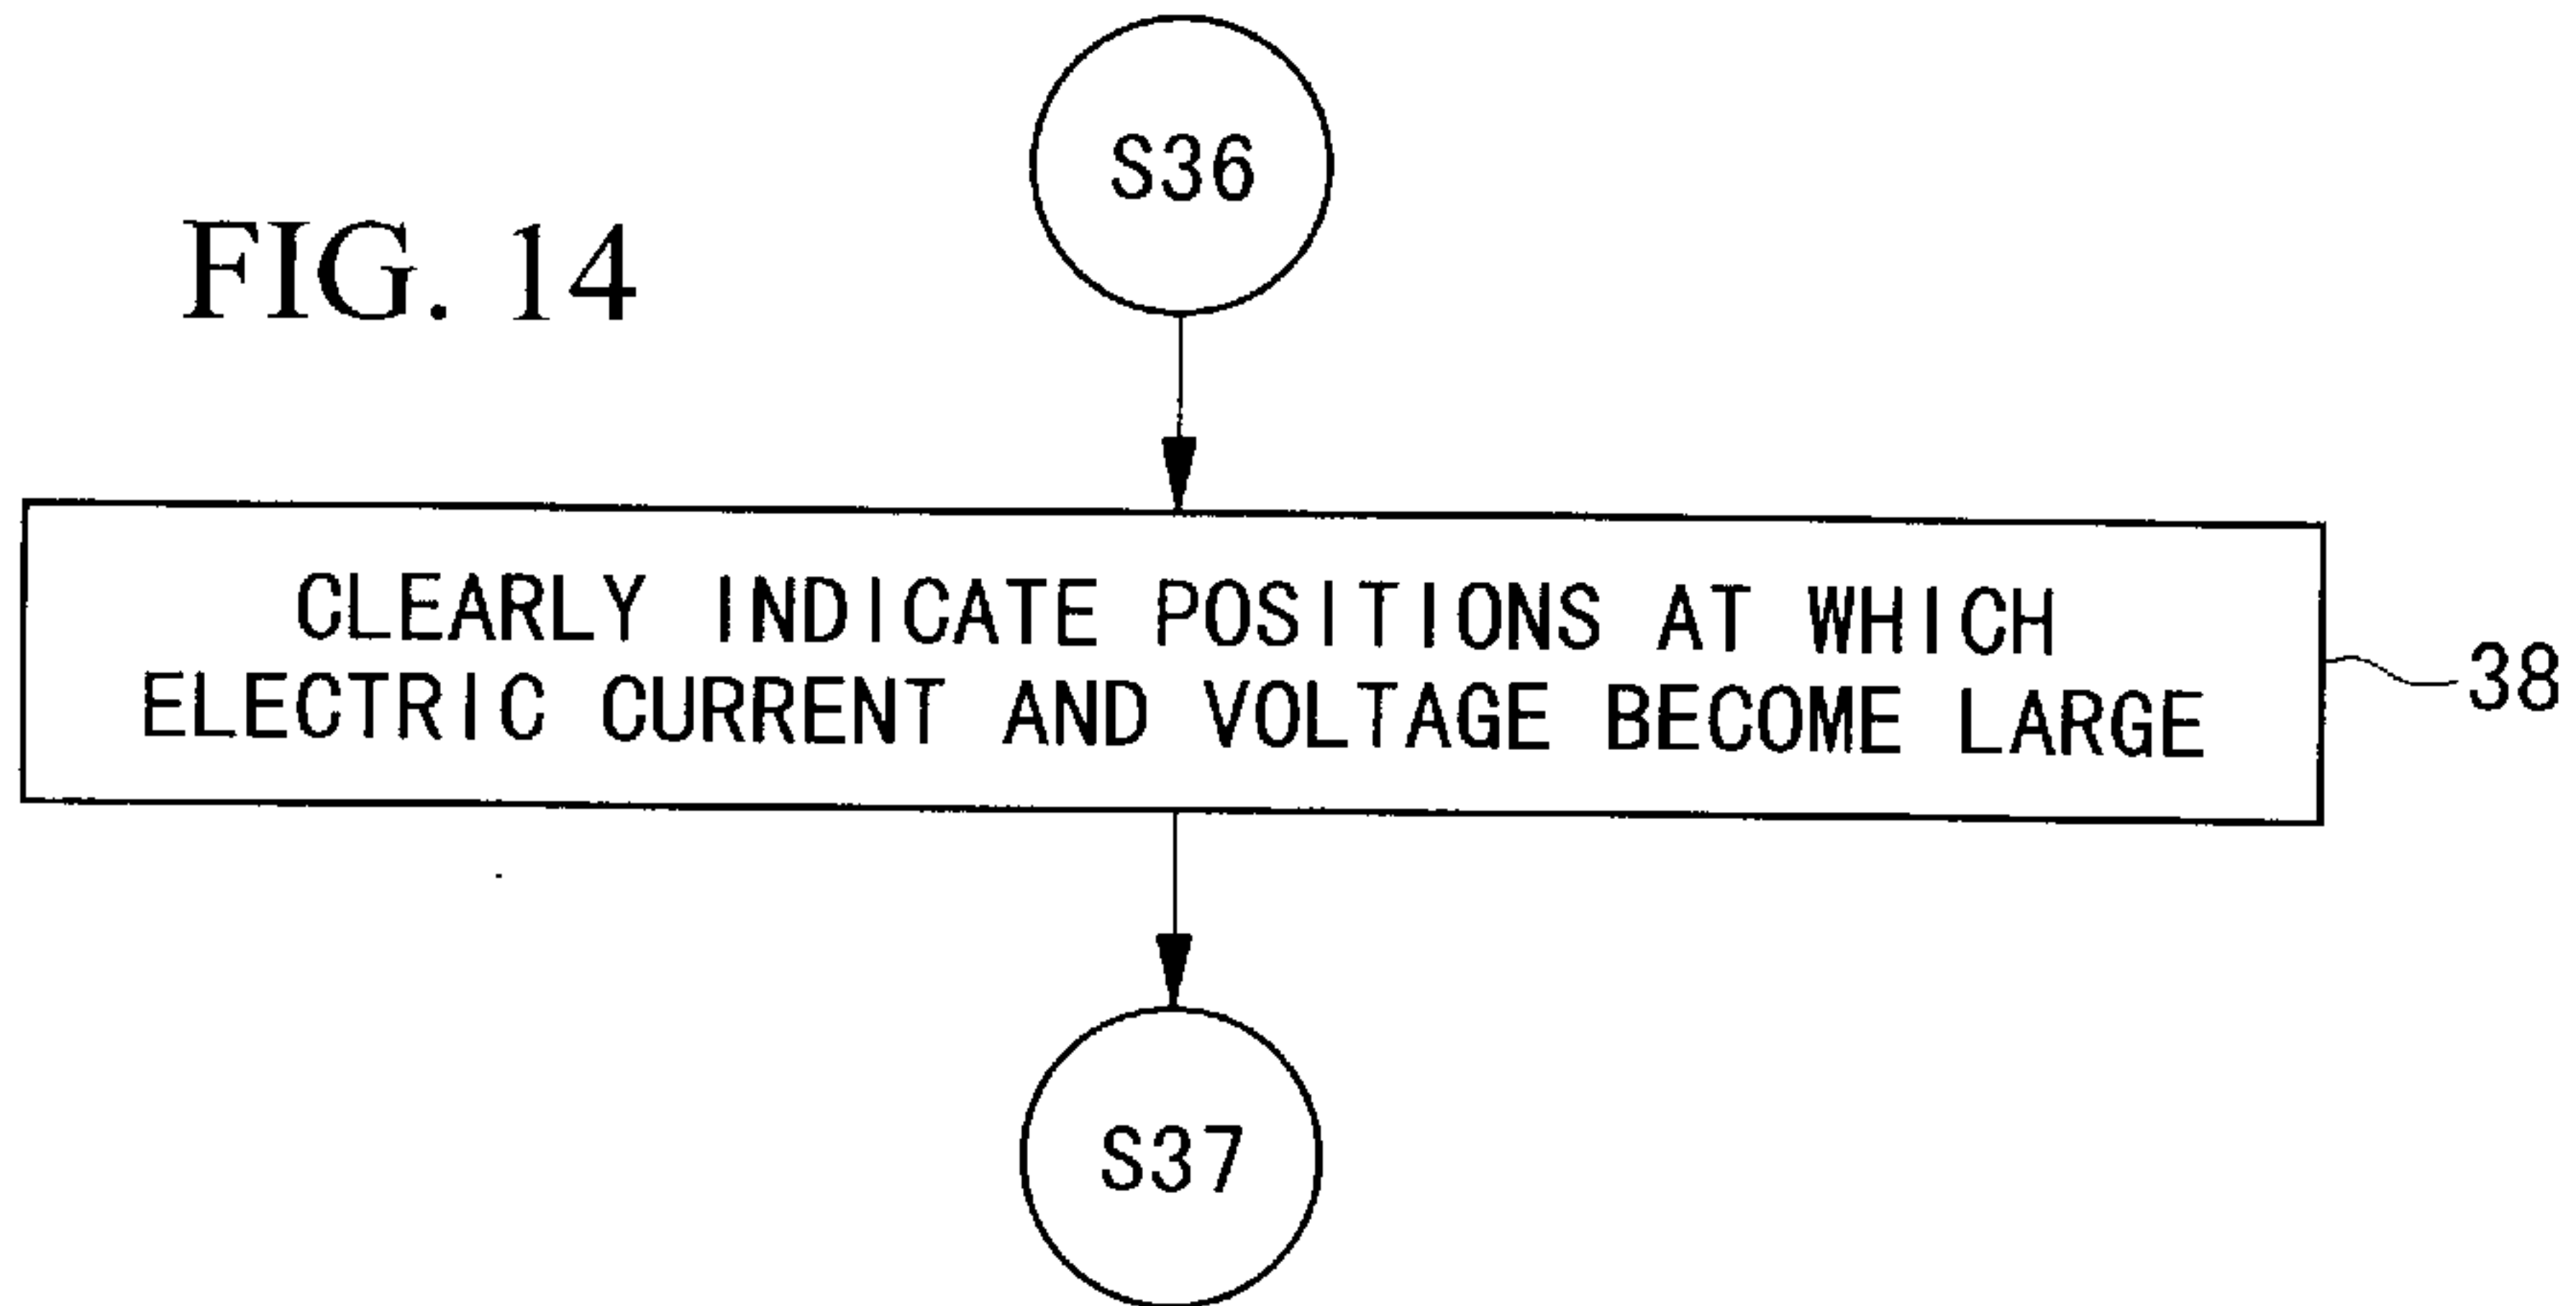 S36
FIG. 14
CLEARLY INDICATE POSITIONS AT WHICH
ELECTRIC CURRENT AND VOLTAGE BECOME LARGE
38
S37